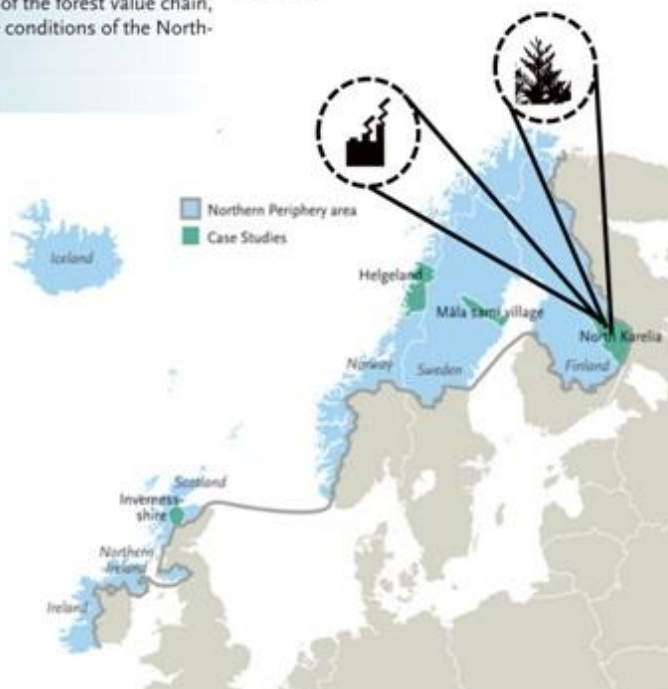 of the forest value chain,
conditions of the North-
Northern Periphery area
Case Studies
Iceland
Helgeland
Måla sami village
North Karelia
Norway
Sweden
Finland
Scotland
Inverness-
shire
Northern
Ireland
Ireland